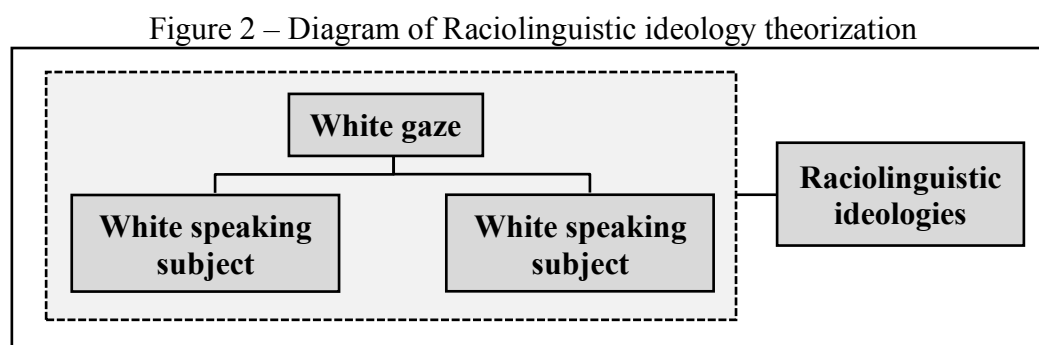 Figure 2 – Diagram of Raciolinguistic ideology theorization
White gaze
White speaking
subject
White speaking
subject
Raciolinguistic
ideologies